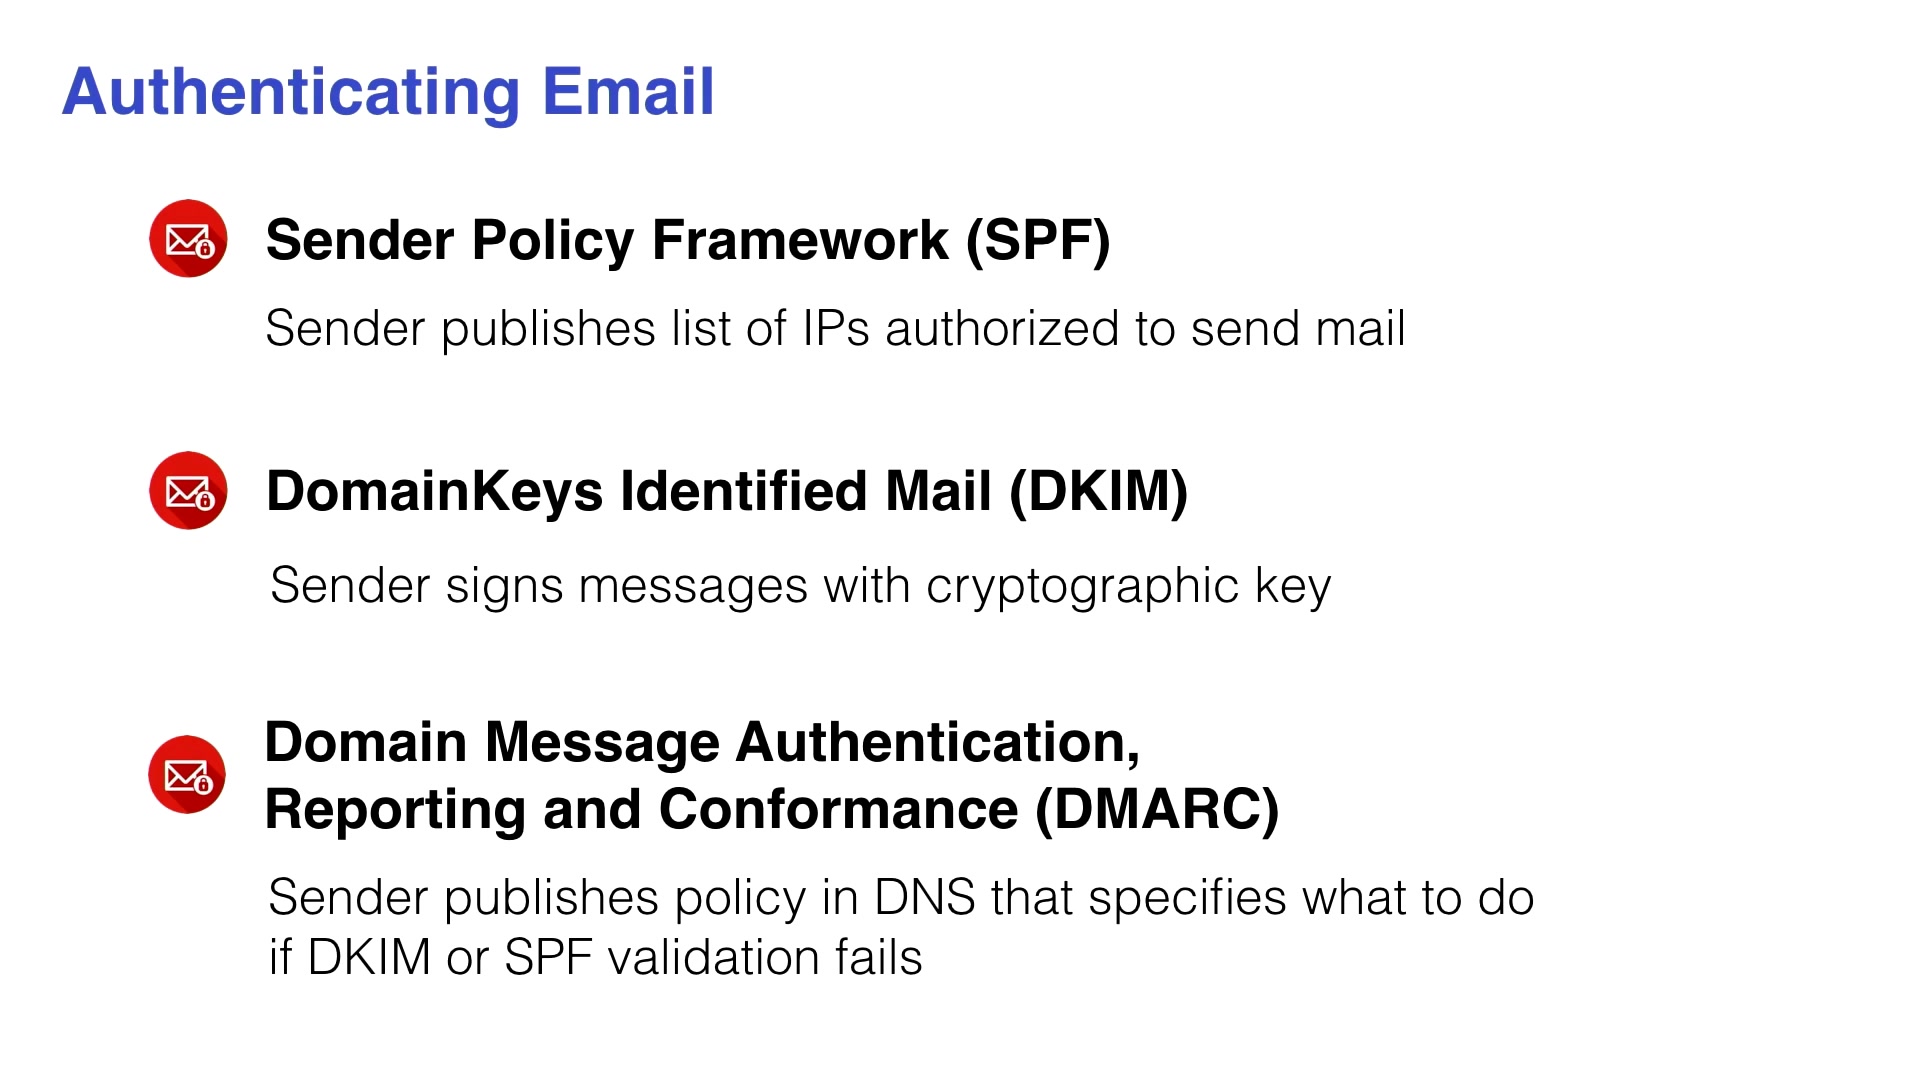 Authenticating Email
Sender Policy Framework (SPF)
Sender publishes list of IPs authorized to send mail
DomainKeys Identified Mail (DKIM)
Sender signs messages with cryptographic key
Domain Message Authentication,
Reporting and Conformance (DMARC)
Sender publishes policy in DNS that specifies what to do
if DKIM or SPF validation fails